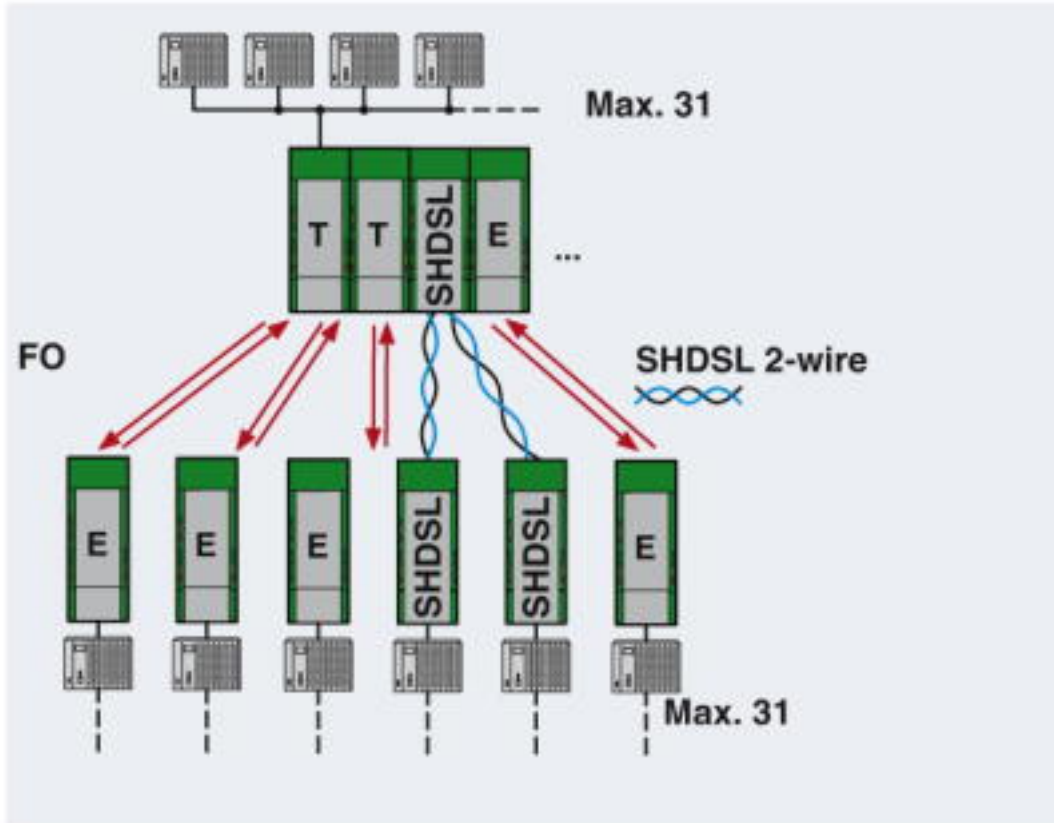 Max. 31
T T SHDSL E ...
FO
SHDSL 2-wire
E E E SHDSL SHDSL E
Max. 31